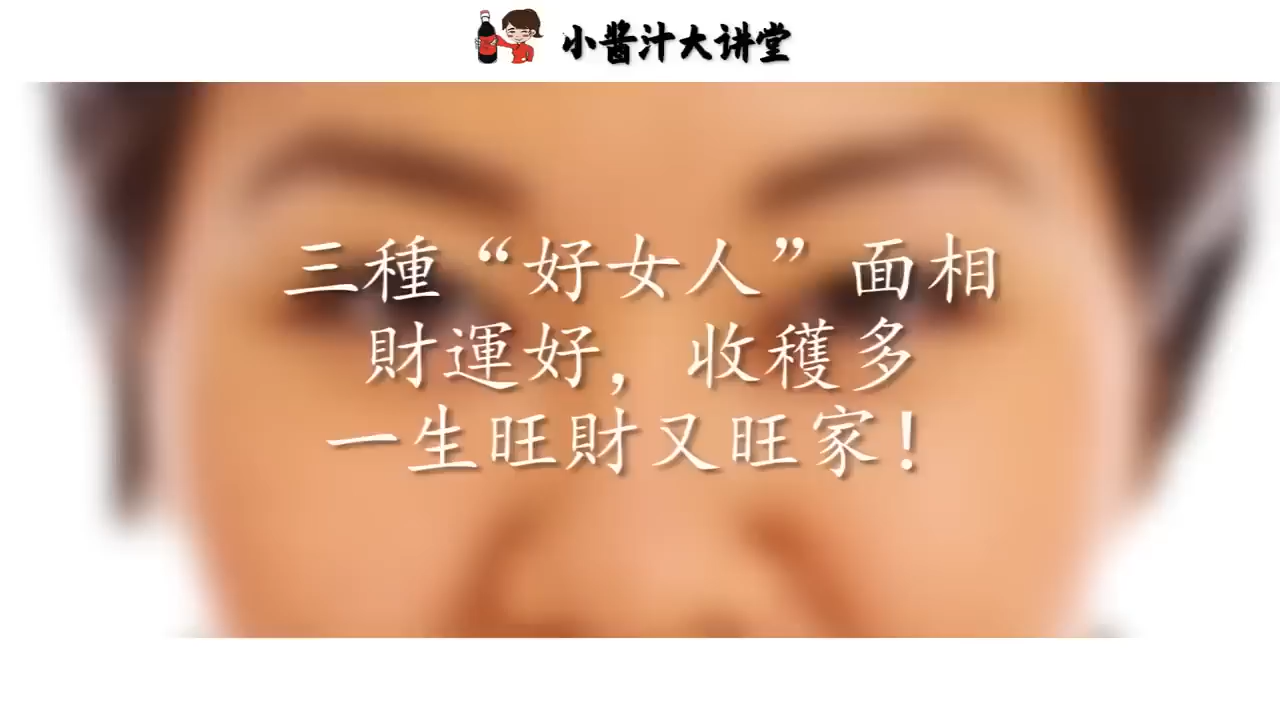 小酱汁大讲堂
三種“好女人”面相
財運好，收穫多
一生旺財又旺家！